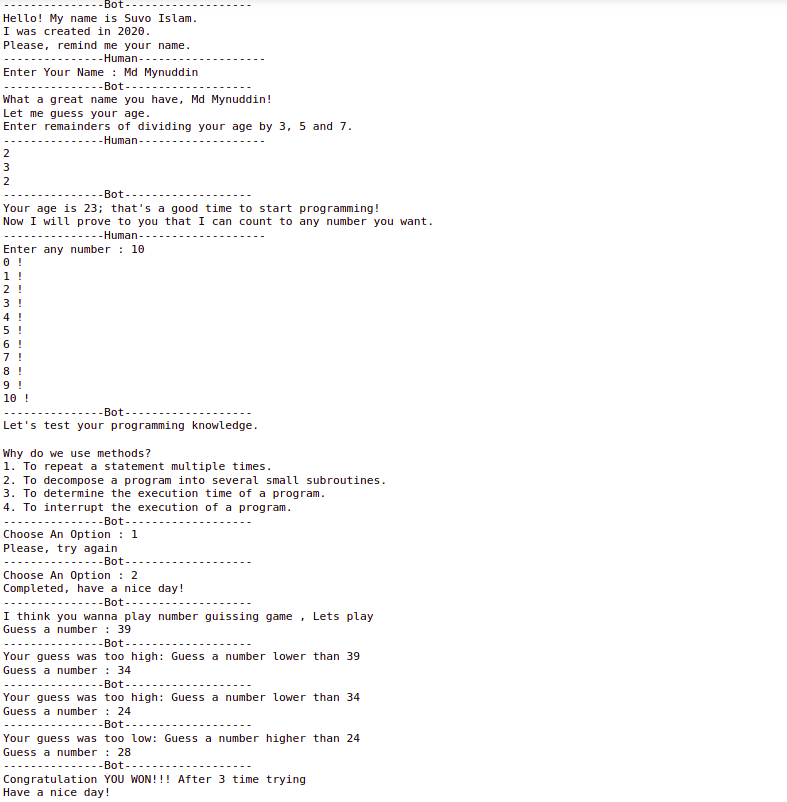 ---------------Bot-------------------
Hello! My name is Suvo Islam.
I was created in 2020.
Please, remind me your name.
---------------Human-------------------
Enter Your Name : Md Mynuddin
---------------Bot-------------------
What a great name you have, Md Mynuddin!
Let me guess your age.
Enter remainders of dividing your age by 3, 5 and 7.
---------------Human-------------------
2
3
2
---------------Bot-------------------
Your age is 23; that's a good time to start programming!
Now I will prove to you that I can count to any number you want.
---------------Human-------------------
Enter any number : 10
0 !
1 !
2 !
3 !
4 !
5 !
6 !
7 !
8 !
9 !
10 !
---------------Bot-------------------
Let's test your programming knowledge.

Why do we use methods?
1. To repeat a statement multiple times.
2. To decompose a program into several small subroutines.
3. To determine the execution time of a program.
4. To interrupt the execution of a program.
---------------Bot-------------------
Choose An Option : 1
Please, try again
---------------Bot-------------------
Choose An Option : 2
Completed, have a nice day!
---------------Bot-------------------
I think you wanna play number guissing game , Lets play
Guess a number : 39
---------------Bot-------------------
Your guess was too high: Guess a number lower than 39
Guess a number : 34
---------------Bot-------------------
Your guess was too high: Guess a number lower than 34
Guess a number : 24
---------------Bot-------------------
Your guess was too low: Guess a number higher than 24
Guess a number : 28
---------------Bot-------------------
Congratulation YOU WON!!! After 3 time trying
Have a nice day!